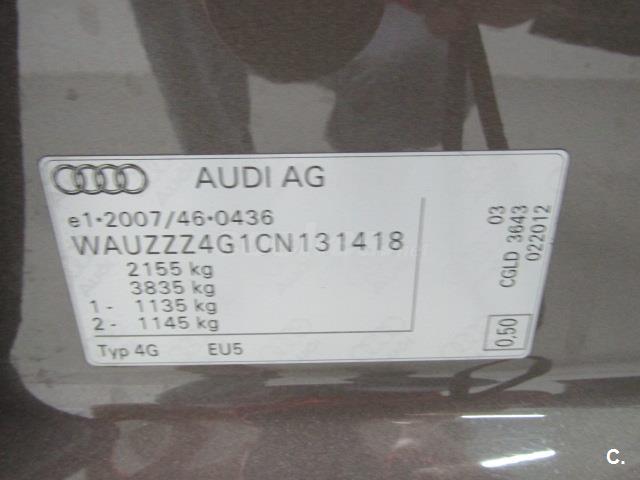 AUDI AG
e1*2007/46*0436
WAUZZZ4G1CN131418
2155 kg
3835 kg
1- 1135 kg
2- 1145 kg
Typ 4G EU5
03
CGLD 3643
022012
0,50
C.